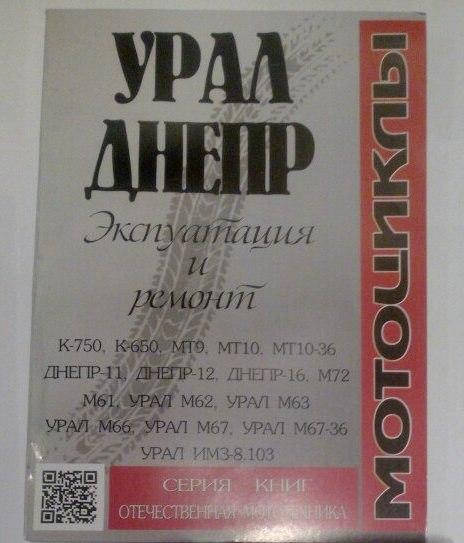 УРАЛ
ДНЕПР
Эксплуатация
и
ремонт
К-750, К-650, МТ9, МТ10, МТ10-36
ДНЕПР-11, ДНЕПР-12, ДНЕПР-16, М72
М61, УРАЛ М62, УРАЛ М63
УРАЛ М66, УРАЛ М67, УРАЛ М67-36
УРАЛ ИМЗ-8.103
СЕРИЯ КНИГ
ОТЕЧЕСТВЕННАЯ МОТОТЕХНИКА
МОТОЦИКЛЫ